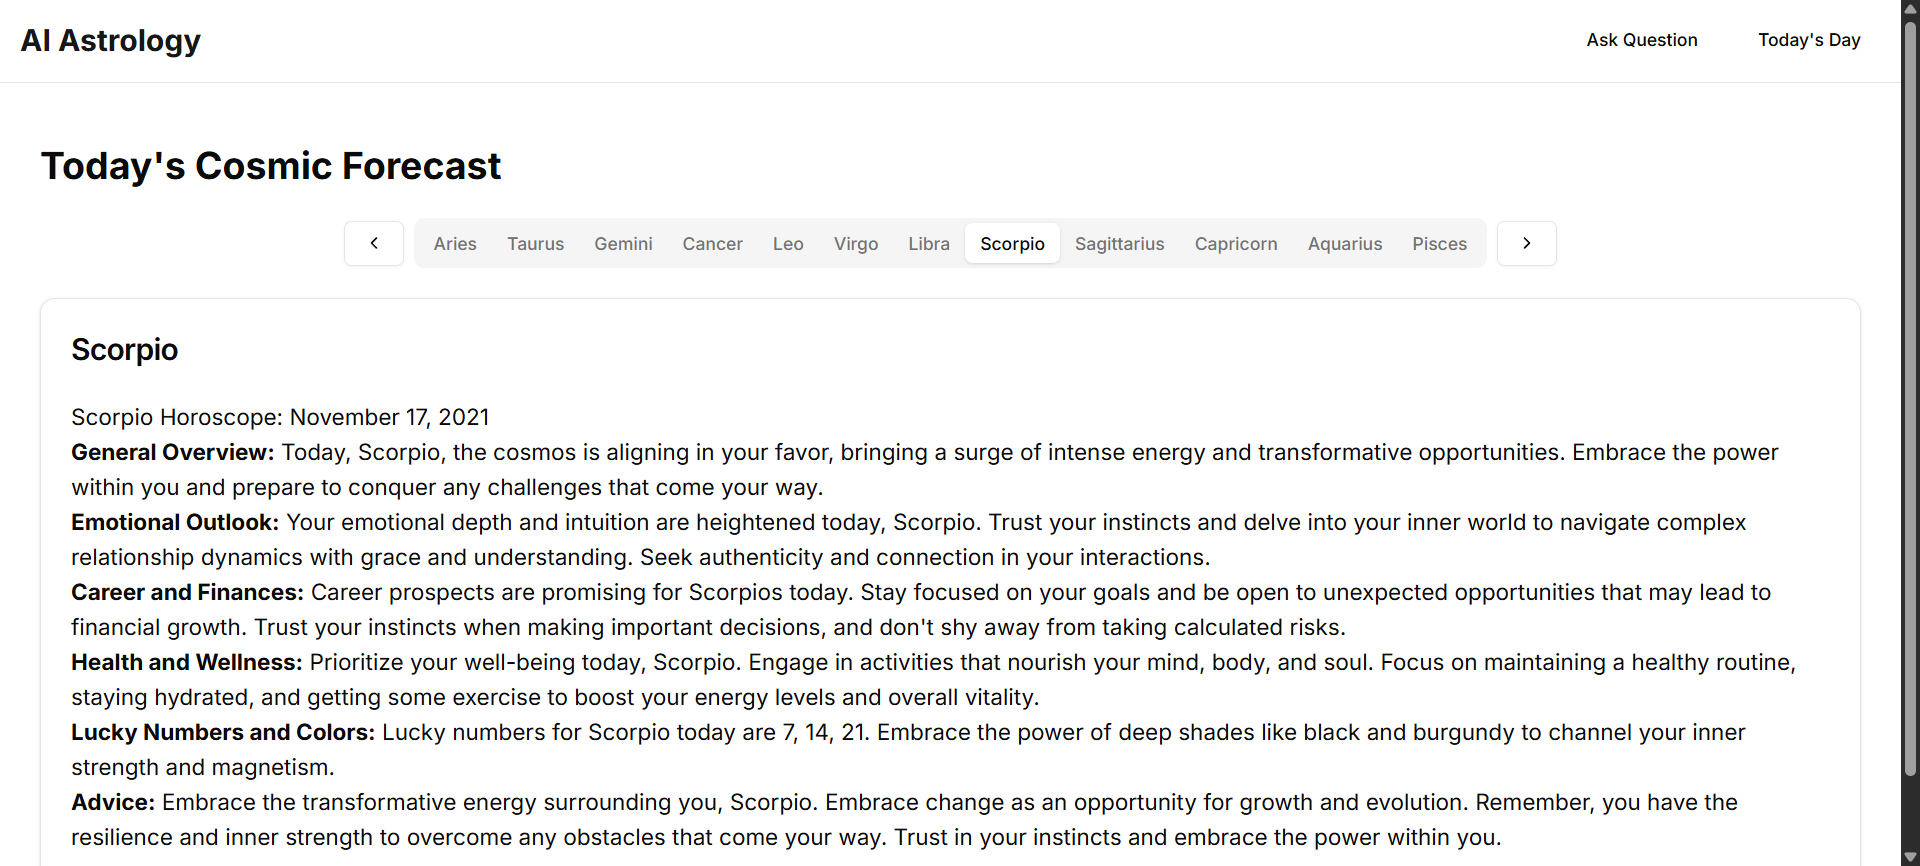 AI Astrology
Ask Question
Today's Day
Today's Cosmic Forecast
Aries Taurus Gemini Cancer Leo Virgo Libra Scorpio Sagittarius Capricorn Aquarius Pisces
Scorpio
Scorpio Horoscope: November 17, 2021
General Overview: Today, Scorpio, the cosmos is aligning in your favor, bringing a surge of intense energy and transformative opportunities. Embrace the power
within you and prepare to conquer any challenges that come your way.
Emotional Outlook: Your emotional depth and intuition are heightened today, Scorpio. Trust your instincts and delve into your inner world to navigate complex
relationship dynamics with grace and understanding. Seek authenticity and connection in your interactions.
Career and Finances: Career prospects are promising for Scorpios today. Stay focused on your goals and be open to unexpected opportunities that may lead to
financial growth. Trust your instincts when making important decisions, and don't shy away from taking calculated risks.
Health and Wellness: Prioritize your well-being today, Scorpio. Engage in activities that nourish your mind, body, and soul. Focus on maintaining a healthy routine,
staying hydrated, and getting some exercise to boost your energy levels and overall vitality.
Lucky Numbers and Colors: Lucky numbers for Scorpio today are 7, 14, 21. Embrace the power of deep shades like black and burgundy to channel your inner
strength and magnetism.
Advice: Embrace the transformative energy surrounding you, Scorpio. Embrace change as an opportunity for growth and evolution. Remember, you have the
resilience and inner strength to overcome any obstacles that come your way. Trust in your instincts and embrace the power within you.